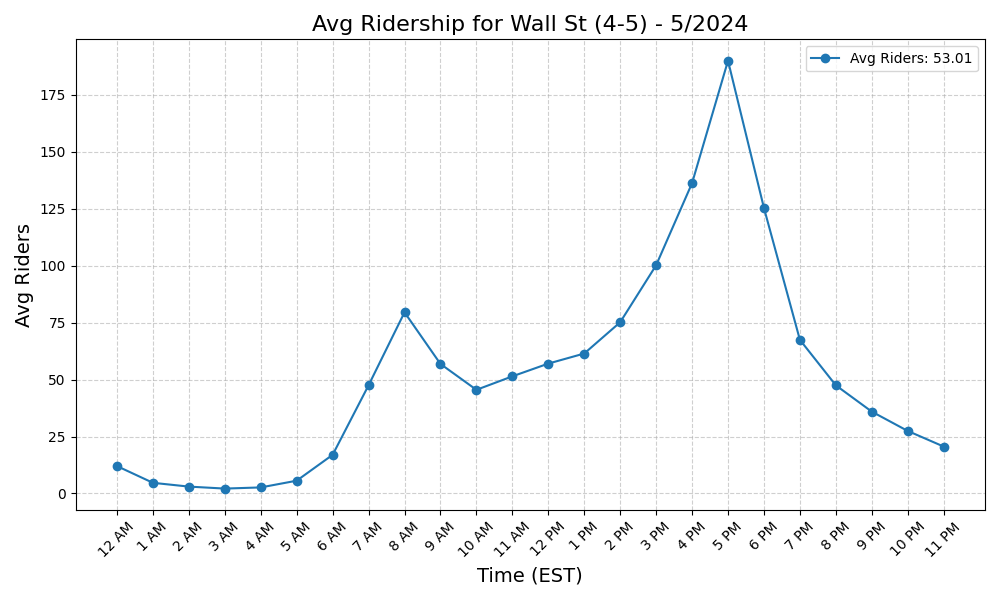 Avg Ridership for Wall St (4-5) - 5/2024
Avg Riders: 53.01
Avg Riders
175
150
125
100
75
50
25
0
12 AM
1 AM
2 AM
3 AM
4 AM
5 AM
6 AM
7 AM
8 AM
9 AM
10 AM
11 AM
12 PM
1 PM
2 PM
3 PM
4 PM
5 PM
6 PM
7 PM
8 PM
9 PM
10 PM
11 PM
Time (EST)